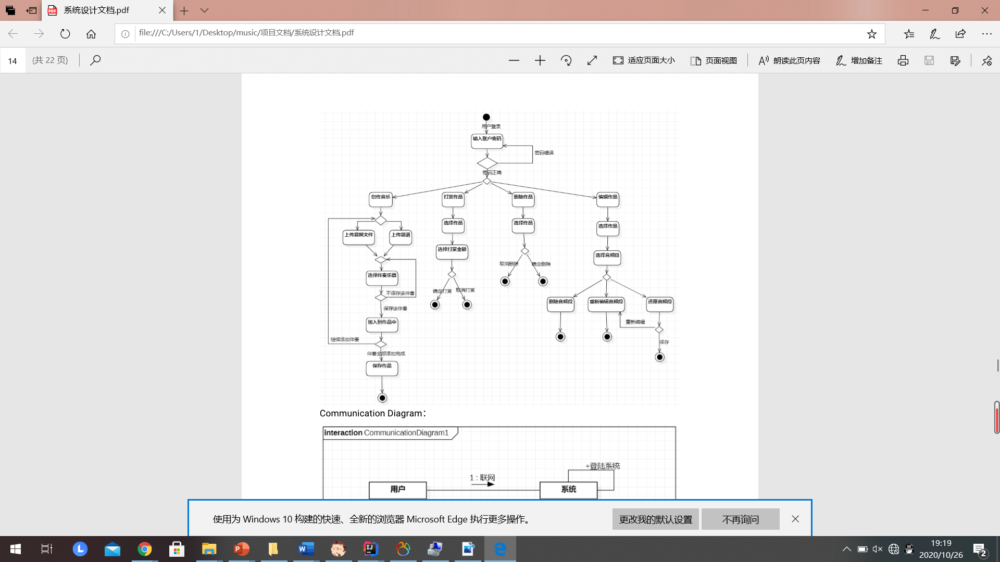 系统设计文档.pdf
file:///C:/Users/1/Desktop/music/项目文档/系统设计文档.pdf
14 (共 22 页)
适应页面大小 页面视图 朗读此页内容 增加备注
用户登录
输入账户密码
密码错误
密码正确
创作音乐 打赏作品 删除作品 编辑作品
选择作品 选择作品 选择作品
上传音频文件 上传简谱
选择打赏金额
选择音频段
取消删除 确定删除
选择伴奏乐器
确定打赏 取消打赏
不保存该伴奏
删除音频段 重新编辑音频段 还原音频段
保存该伴奏
加入到作品中
重新编辑
继续添加伴奏
保存
伴奏全部添加完成
保存作品
Communication Diagram：
interaction CommunicationDiagram1
+登陆系统
1 : 联网
用户 系统
使用为 Windows 10 构建的快速、全新的浏览器 Microsoft Edge 执行更多操作。
更改我的默认设置 不再询问
19:19
2020/10/26
2